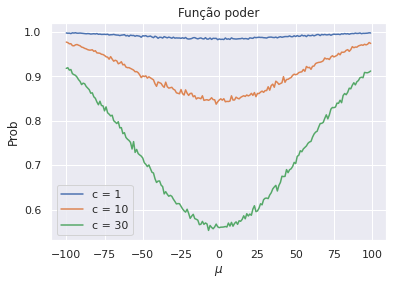 Função poder
Prob
1.0
0.9
0.8
0.7
0.6
c = 1
c = 10
c = 30
−100 −75 −50 −25 0 25 50 75 100
μ